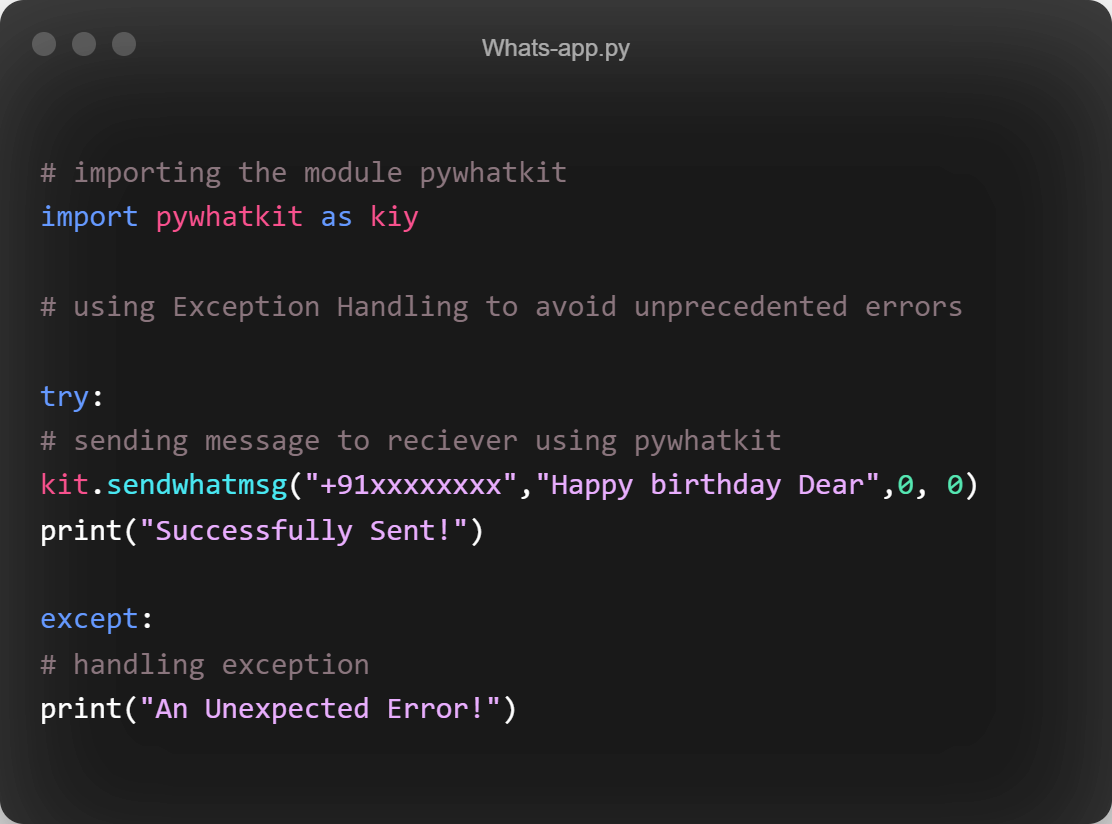 Whats-app.py
# importing the module pywhatkit
import pywhatkit as kiy
# using Exception Handling to avoid unprecedented errors
try:
# sending message to reciever using pywhatkit
kit.sendwhatmsg("+91xxxxxxxx","Happy birthday Dear",0, 0)
print("Successfully Sent!")
except:
# handling exception
print("An Unexpected Error!")